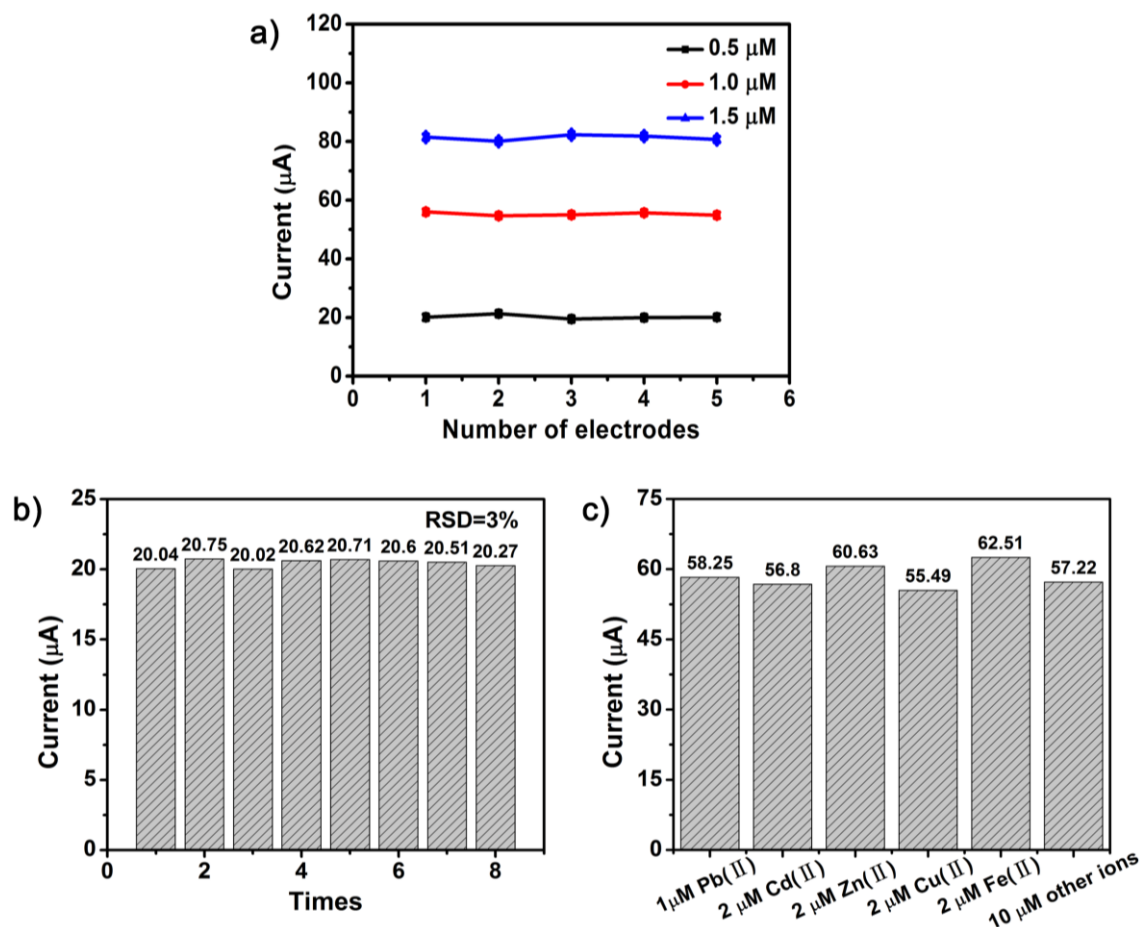 a)
120
100
80
60
40
20
0
Current (μA)
0.5 μM
1.0 μM
1.5 μM
0 1 2 3 4 5 6
Number of electrodes
b)
25
20
15
10
5
0
Current (μA)
RSD=3%
20.04 20.75 20.02 20.62 20.71 20.6 20.51 20.27
0 2 4 6 8
Times
c)
75
60
45
30
15
0
Current (μA)
58.25 56.8 60.63 55.49 62.51 57.22
1μM Pb(Ⅱ)
2 μM Cd(Ⅱ)
2 μM Zn(Ⅱ)
2 μM Cu(Ⅱ)
2 μM Fe(Ⅱ)
10 μM other ions